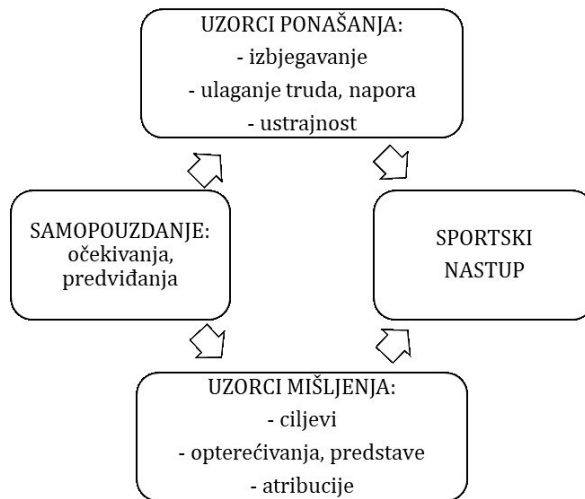 UZORCI PONAŠANJA:
- izbjegavanje
- ulaganje truda, napora
- ustrajnost
SAMOPOUZDANJE:
očekivanja,
predviđanja
SPORTSKI
NASTUP
UZORCI MIŠLJENJA:
- ciljevi
- opterećivanja, predstave
- atribucije